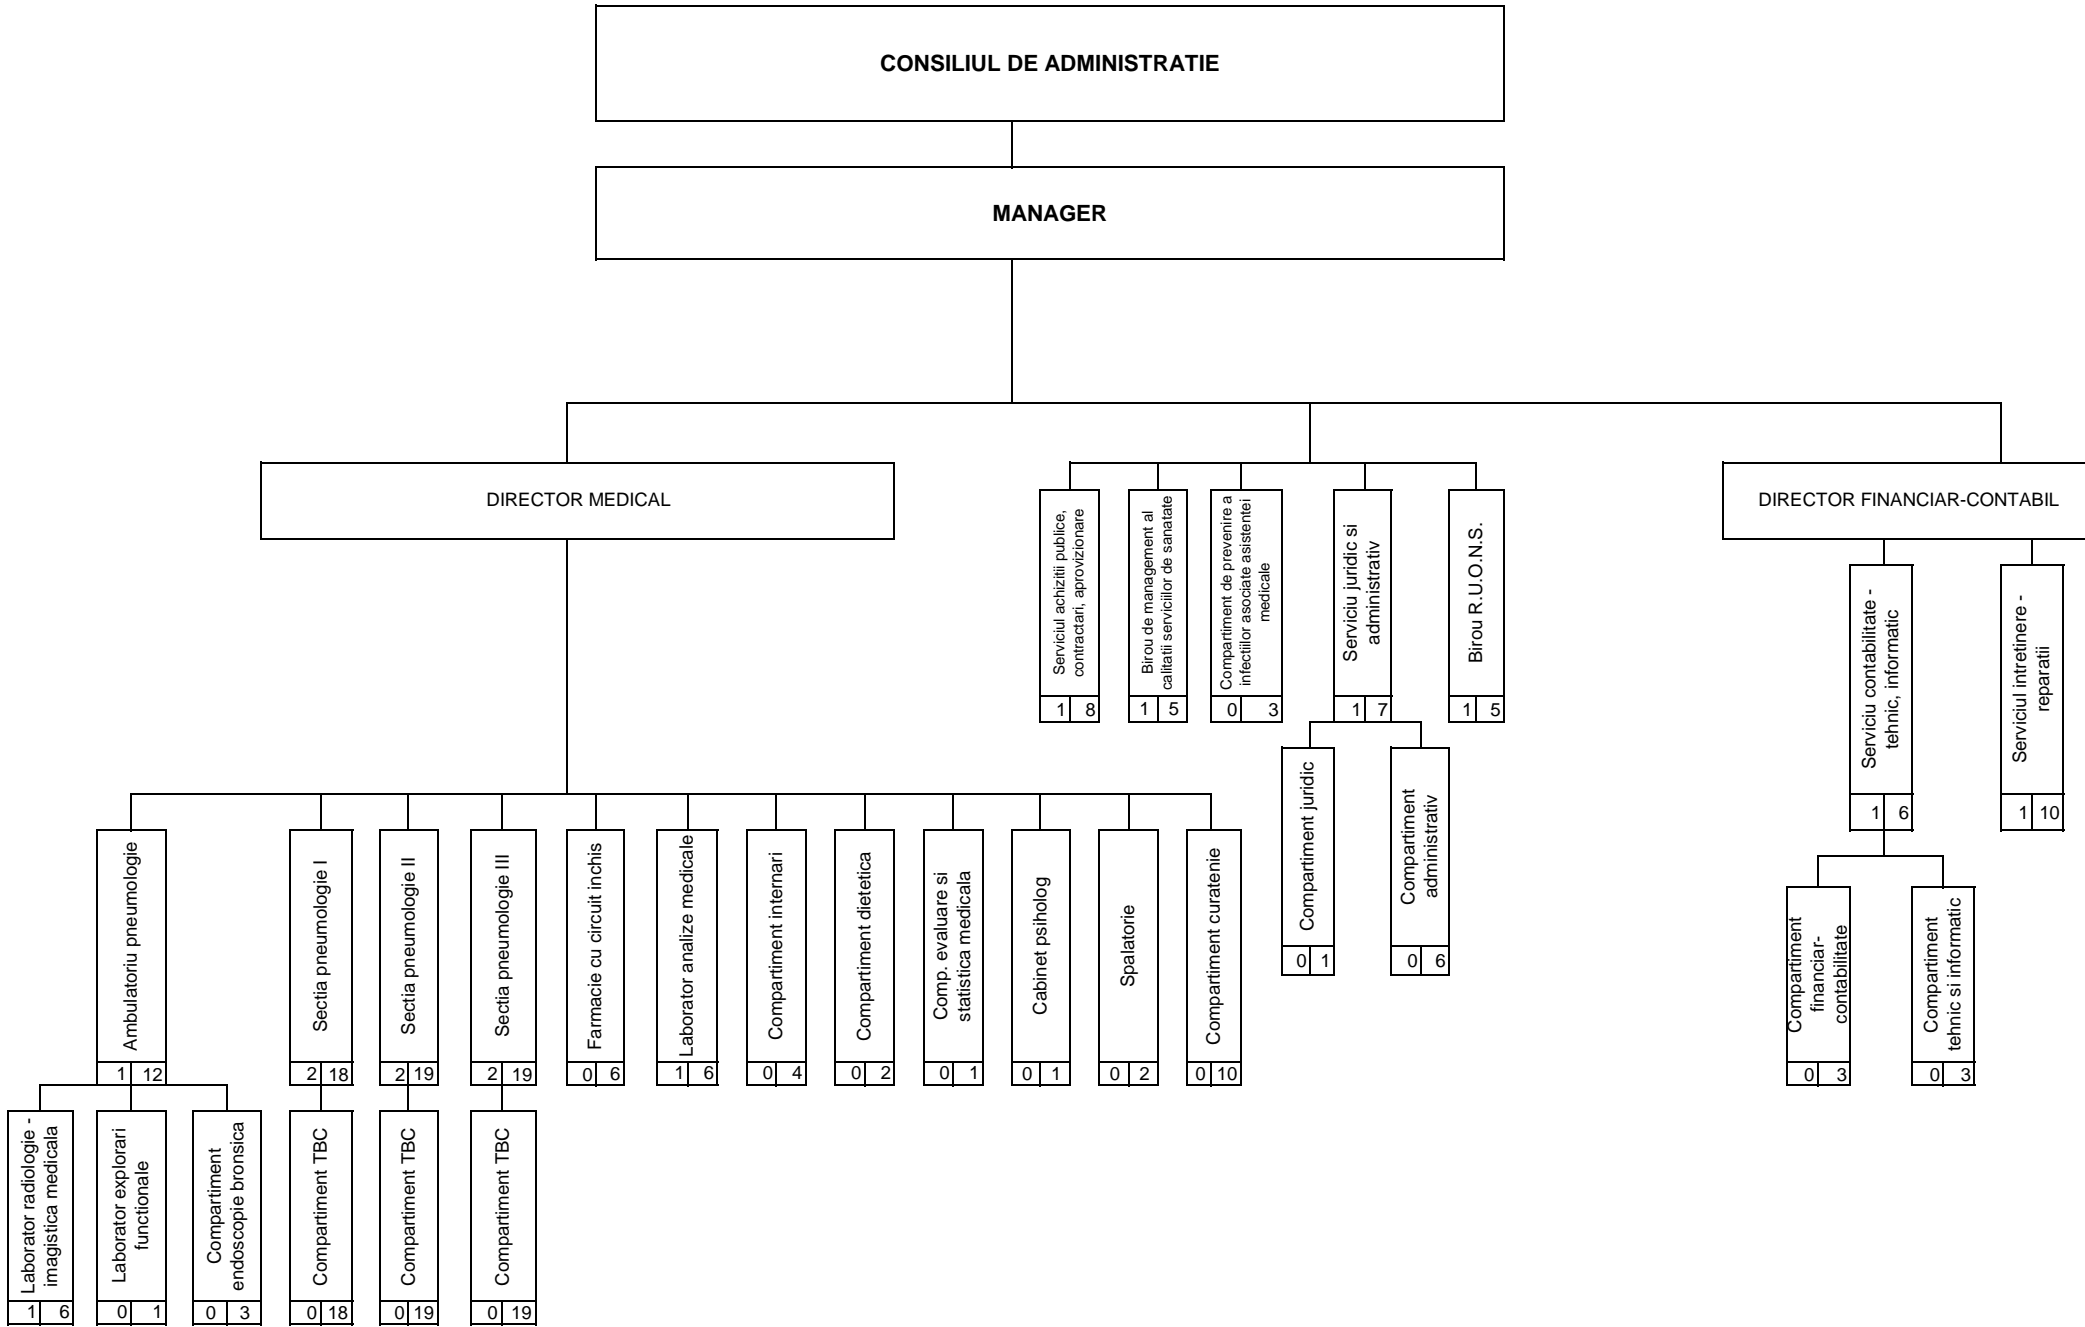 CONSILIUL DE ADMINISTRATIE
MANAGER
DIRECTOR MEDICAL
DIRECTOR FINANCIAR-CONTABIL
Serviciul achizitii publice,
contractari, aprovizionare
1 8
Birou de management al
calitatii serviciilor de sanatate
1 5
Compartiment de prevenire a
infectiilor asociate asistentei
medicale
0 3
Serviciu juridic si
administrativ
1 7
Birou R.U.O.N.S.
1 5
Serviciu contabilitate -
tehnic, informatic
1 6
Serviciul intretinere -
reparatii
1 10
Compartiment juridic
0 1
Compartiment
administrativ
0 6
Ambulatoriu pneumologie
1 12
Sectia pneumologie I
2 18
Sectia pneumologie II
2 19
Sectia pneumologie III
2 19
Farmacie cu circuit inchis
0 6
Laborator analize medicale
1 6
Compartiment internari
0 4
Compartiment dietetica
0 2
Comp. evaluare si
statistica medicala
0 1
Cabinet psiholog
0 1
Spalatorie
0 2
Compartiment curatenie
0 10
Compartiment
financiar-
contabilitate
0 3
Compartiment
tehnic si informatic
0 3
Laborator radiologie -
imagistica medicala
1 6
Laborator explorari
functionale
0 1
Compartiment
endoscopie bronsica
0 3
Compartiment TBC
0 18
Compartiment TBC
0 19
Compartiment TBC
0 19